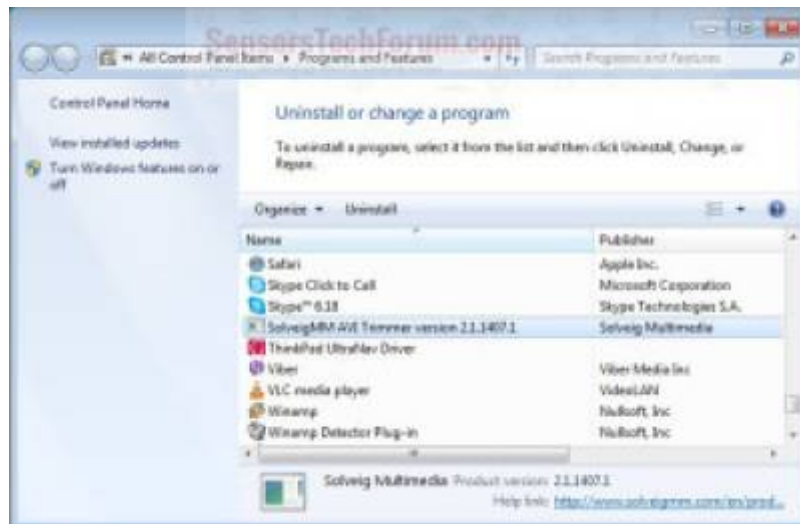 SensorsTechForum.com
All Control Panel Items ▸ Programs and Features
Search Programs and Features
Control Panel Home
View installed updates
Turn Windows features on or off
Uninstall or change a program
To uninstall a program, select it from the list and then click Uninstall, Change, or Repair.
Organize
Uninstall
Name
Publisher
Safari
Apple Inc.
Skype Click to Call
Microsoft Corporation
Skype™ 6.18
Skype Technologies S.A.
SolveigMM AVI Trimmer version 2.1.1407.1
Solveig Multimedia
ThinkPad UltraNav Driver
Viber
Viber Media Inc
VLC media player
VideoLAN
Winamp
Nullsoft, Inc
Winamp Detector Plug-in
Nullsoft, Inc
Solveig Multimedia Product version: 2.1.1407.1
Help link: http://www.solveigmm.com/en/prod...